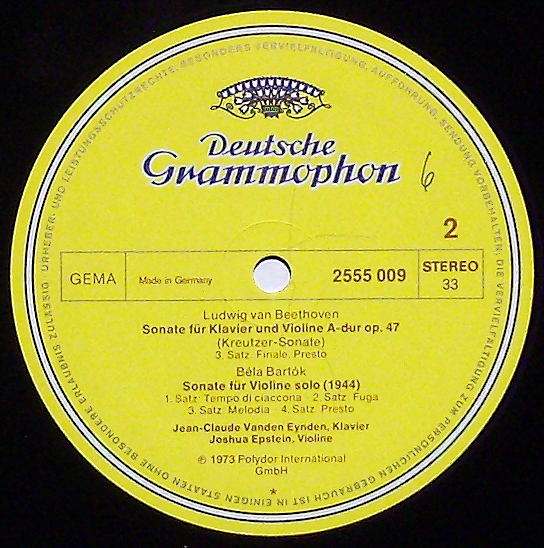 Deutsche
Grammophon
6
2
GEMA
Made in Germany
2555 009
STEREO
33
Ludwig van Beethoven
Sonate für Klavier und Violine A-dur op. 47
(Kreutzer-Sonate)
3. Satz: Finale. Presto
Béla Bartók
Sonate für Violine solo (1944)
1. Satz: Tempo di ciaccona 2. Satz: Fuga
3. Satz: Melodia 4. Satz: Presto
Jean-Claude Vanden Eynden, Klavier
Joshua Epstein, Violine
℗ 1973 Polydor International
GmbH
* URHEBER- UND LEISTUNGSSCHUTZRECHTE, BESONDERS VERVIELFÄLTIGUNG, AUFFÜHRUNG, SENDUNG VORBEHALTEN; DIE VERVIELFÄLTIGUNG ZUM PERSÖNLICHEN GEBRAUCH IST IN EINIGEN STAATEN OHNE BESONDERE ERLAUBNIS ZULÄSSIG